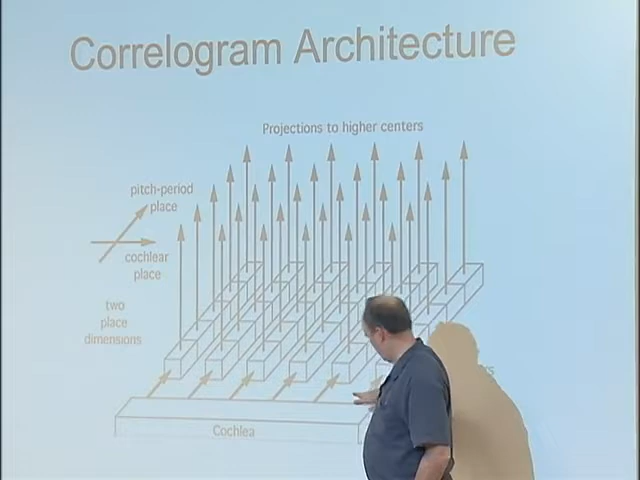 Correlogram Architecture
Projections to higher centers
pitch-period
place
cochlear
place
two
place
dimensions
Cochlea